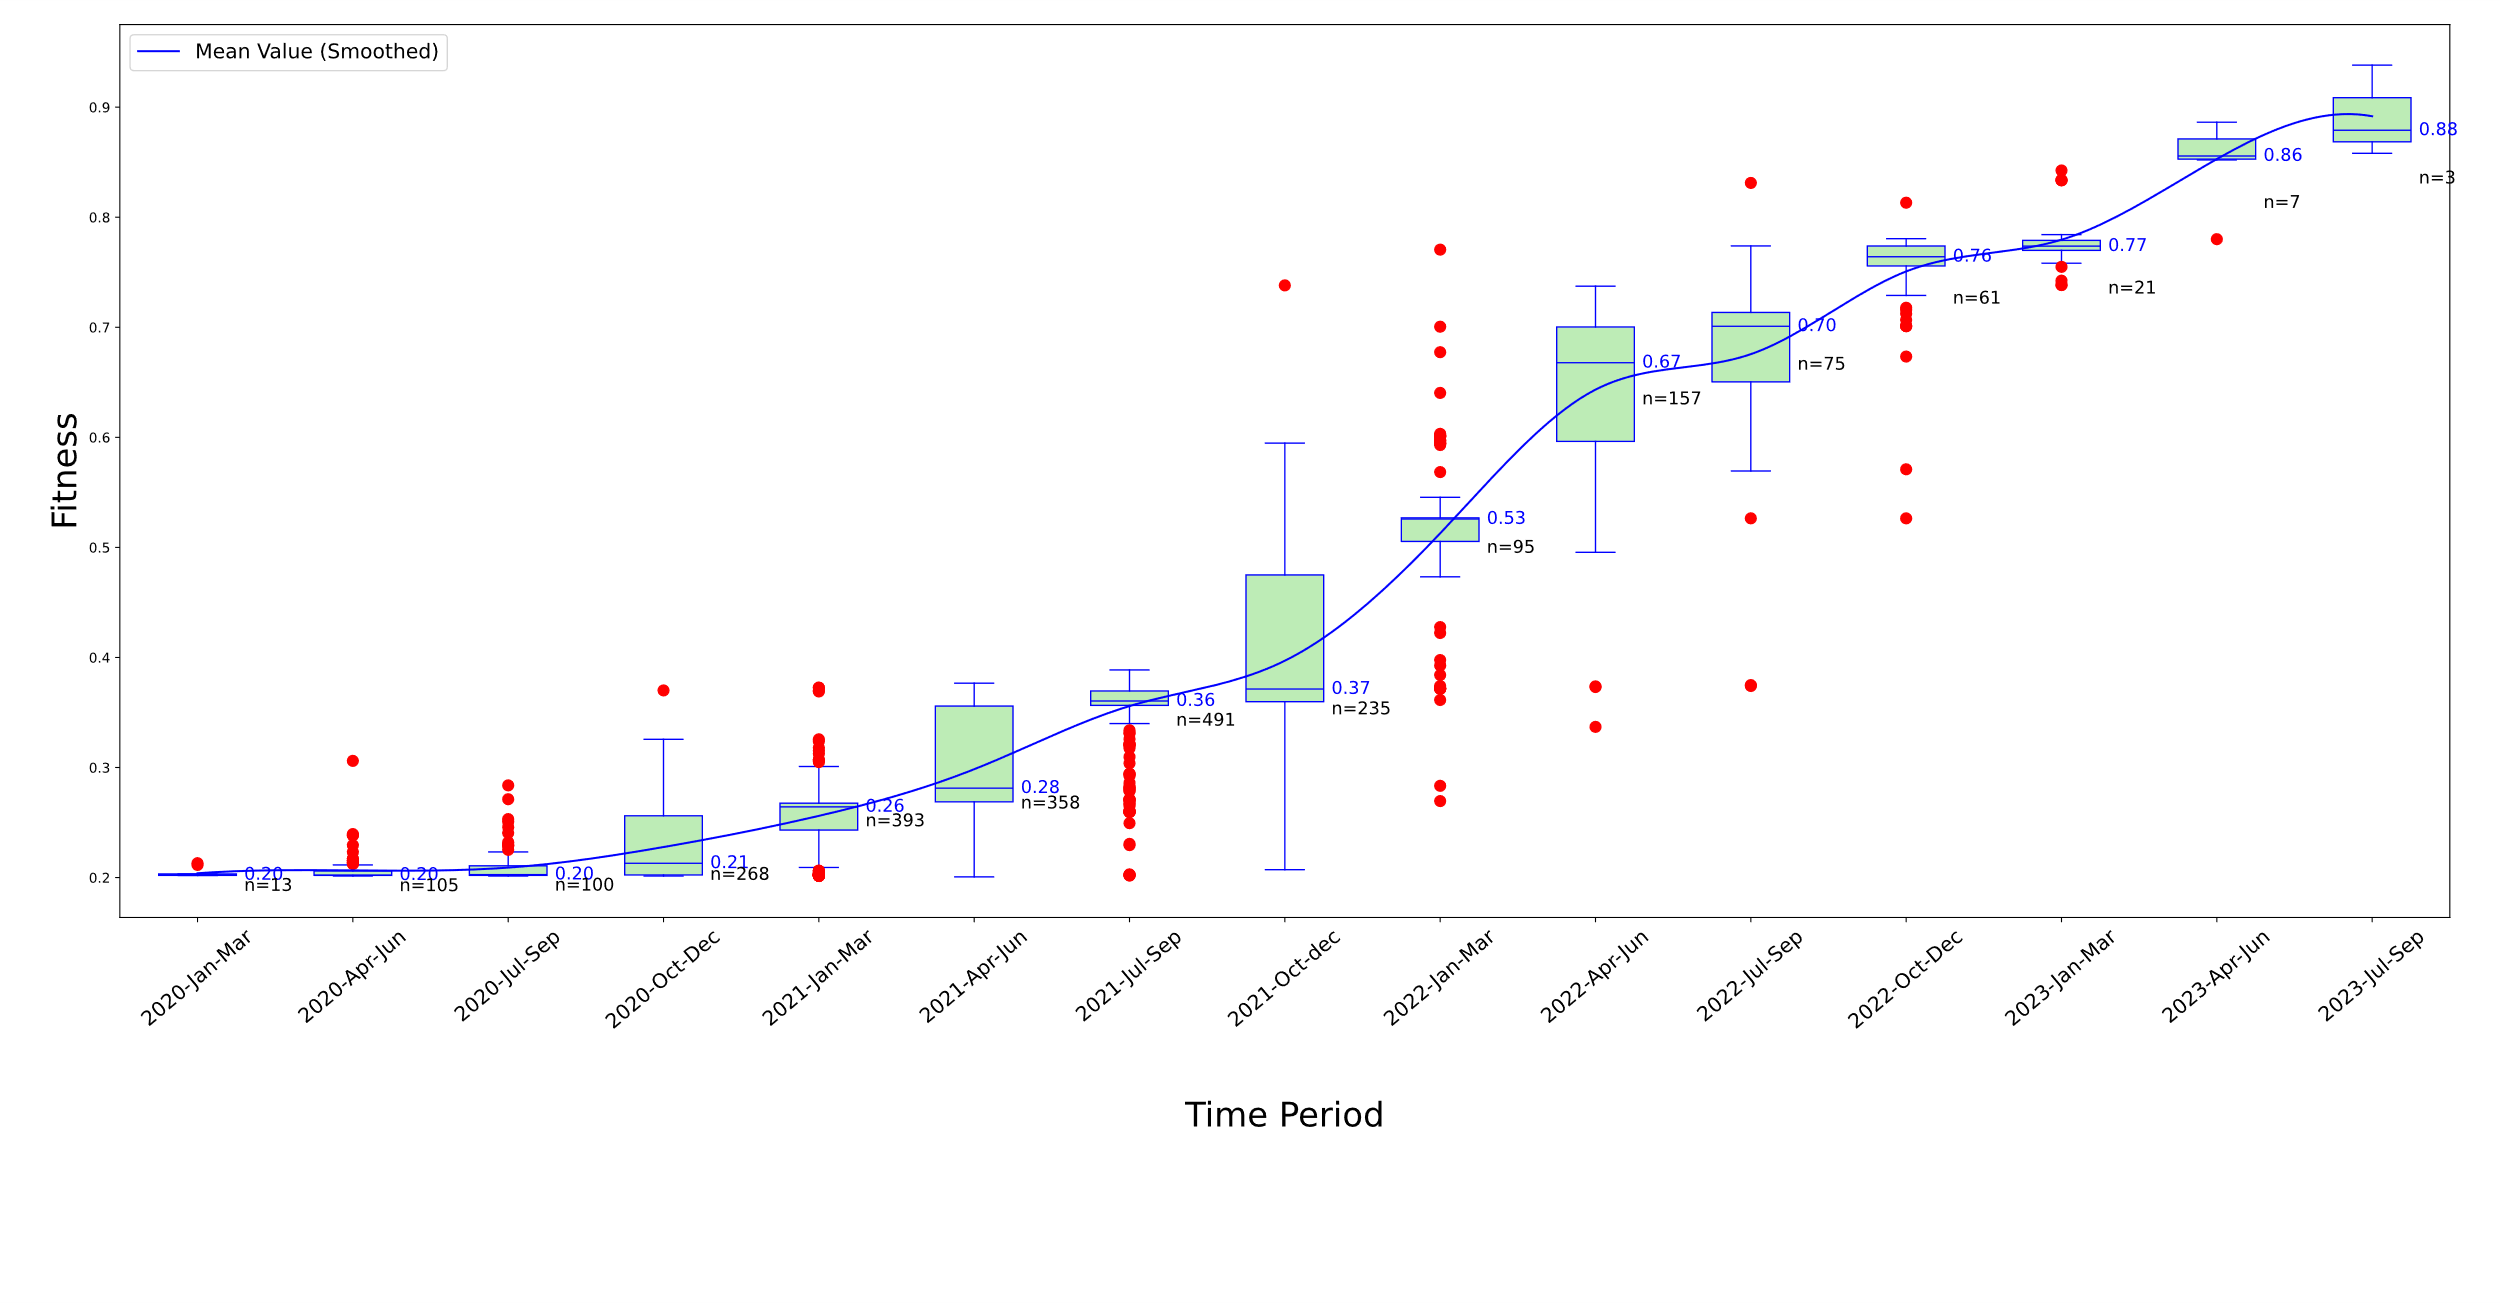 Mean Value (Smoothed)
Fitness
0.9
0.8
0.7
0.6
0.5
0.4
0.3
0.2
0.20
n=13
0.20
n=105
0.20
n=100
0.21
n=268
0.26
n=393
0.28
n=358
0.36
n=491
0.37
n=235
0.53
n=95
0.67
n=157
0.70
n=75
0.76
n=61
0.77
n=21
0.86
n=7
0.88
n=3
2020-Jan-Mar
2020-Apr-Jun
2020-Jul-Sep
2020-Oct-Dec
2021-Jan-Mar
2021-Apr-Jun
2021-Jul-Sep
2021-Oct-dec
2022-Jan-Mar
2022-Apr-Jun
2022-Jul-Sep
2022-Oct-Dec
2023-Jan-Mar
2023-Apr-Jun
2023-Jul-Sep
Time Period